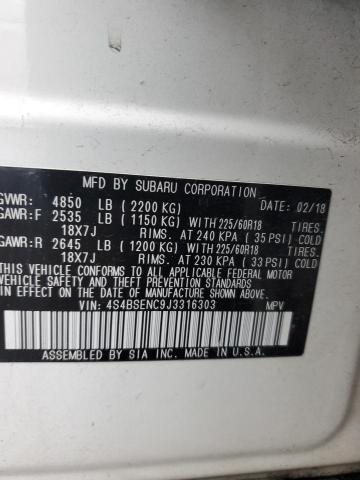 MFD BY SUBARU CORPORATION DATE: 02/18
GVWR: 4850 LB (2200 KG)
GAWR:F 2535 LB (1150 KG) WITH 225/60R18 TIRES.
18X7J RIMS. AT 240 KPA (35 PSI) COLD
GAWR:R 2645 LB (1200 KG) WITH 225/60R18 TIRES.
18X7J RIMS. AT 230 KPA (33 PSI) COLD
THIS VEHICLE CONFORMS TO ALL APPLICABLE FEDERAL MOTOR
VEHICLE SAFETY AND THEFT PREVENTION STANDARDS IN
EFFECT ON THE DATE OF MANUFACTURE SHOWN ABOVE.
VIN: 4S4BSENC9J3316303 MPV
ASSEMBLED BY SIA INC. MADE IN U.S.A.